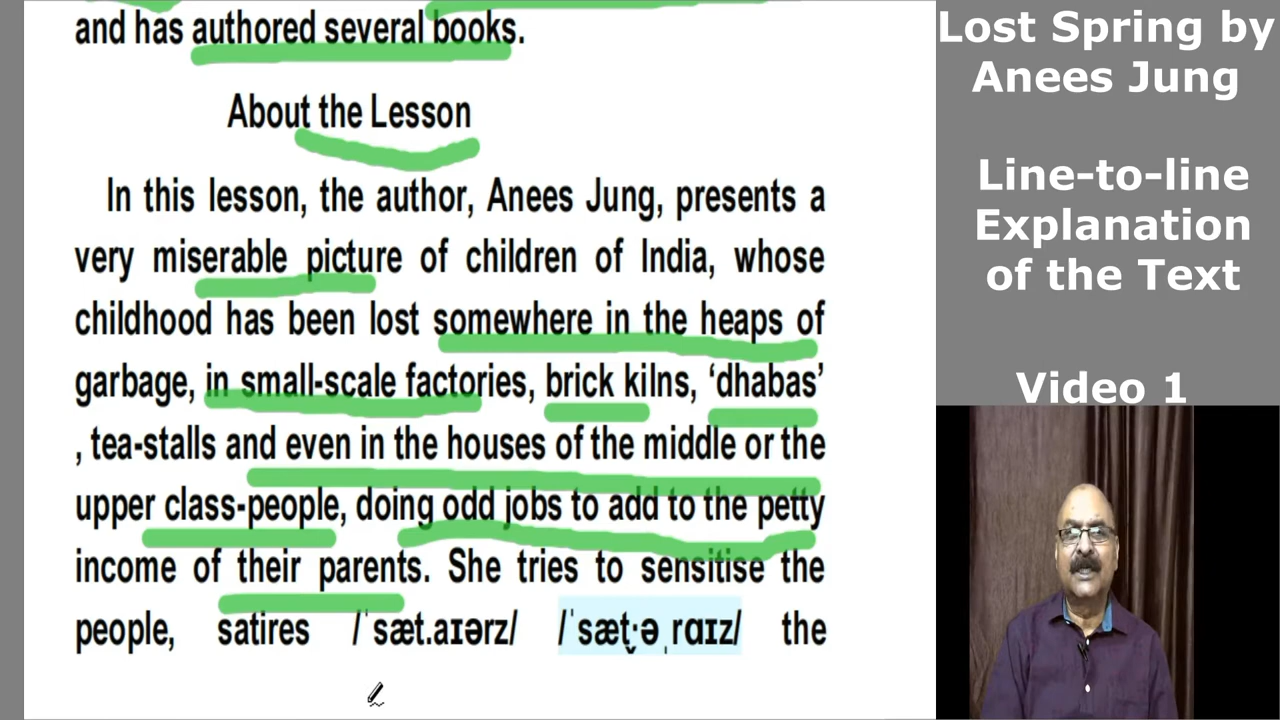 and has authored several books.
About the Lesson
In this lesson, the author, Anees Jung, presents a
very miserable picture of children of India, whose
childhood has been lost somewhere in the heaps of
garbage, in small-scale factories, brick kilns, ‘dhabas’
, tea-stalls and even in the houses of the middle or the
upper class-people, doing odd jobs to add to the petty
income of their parents. She tries to sensitise the
people, satires /ˈsæt.aɪərz/ /ˈsæt̬·əˌrɑɪz/ the
Lost Spring by
Anees Jung
Line-to-line
Explanation
of the Text
Video 1